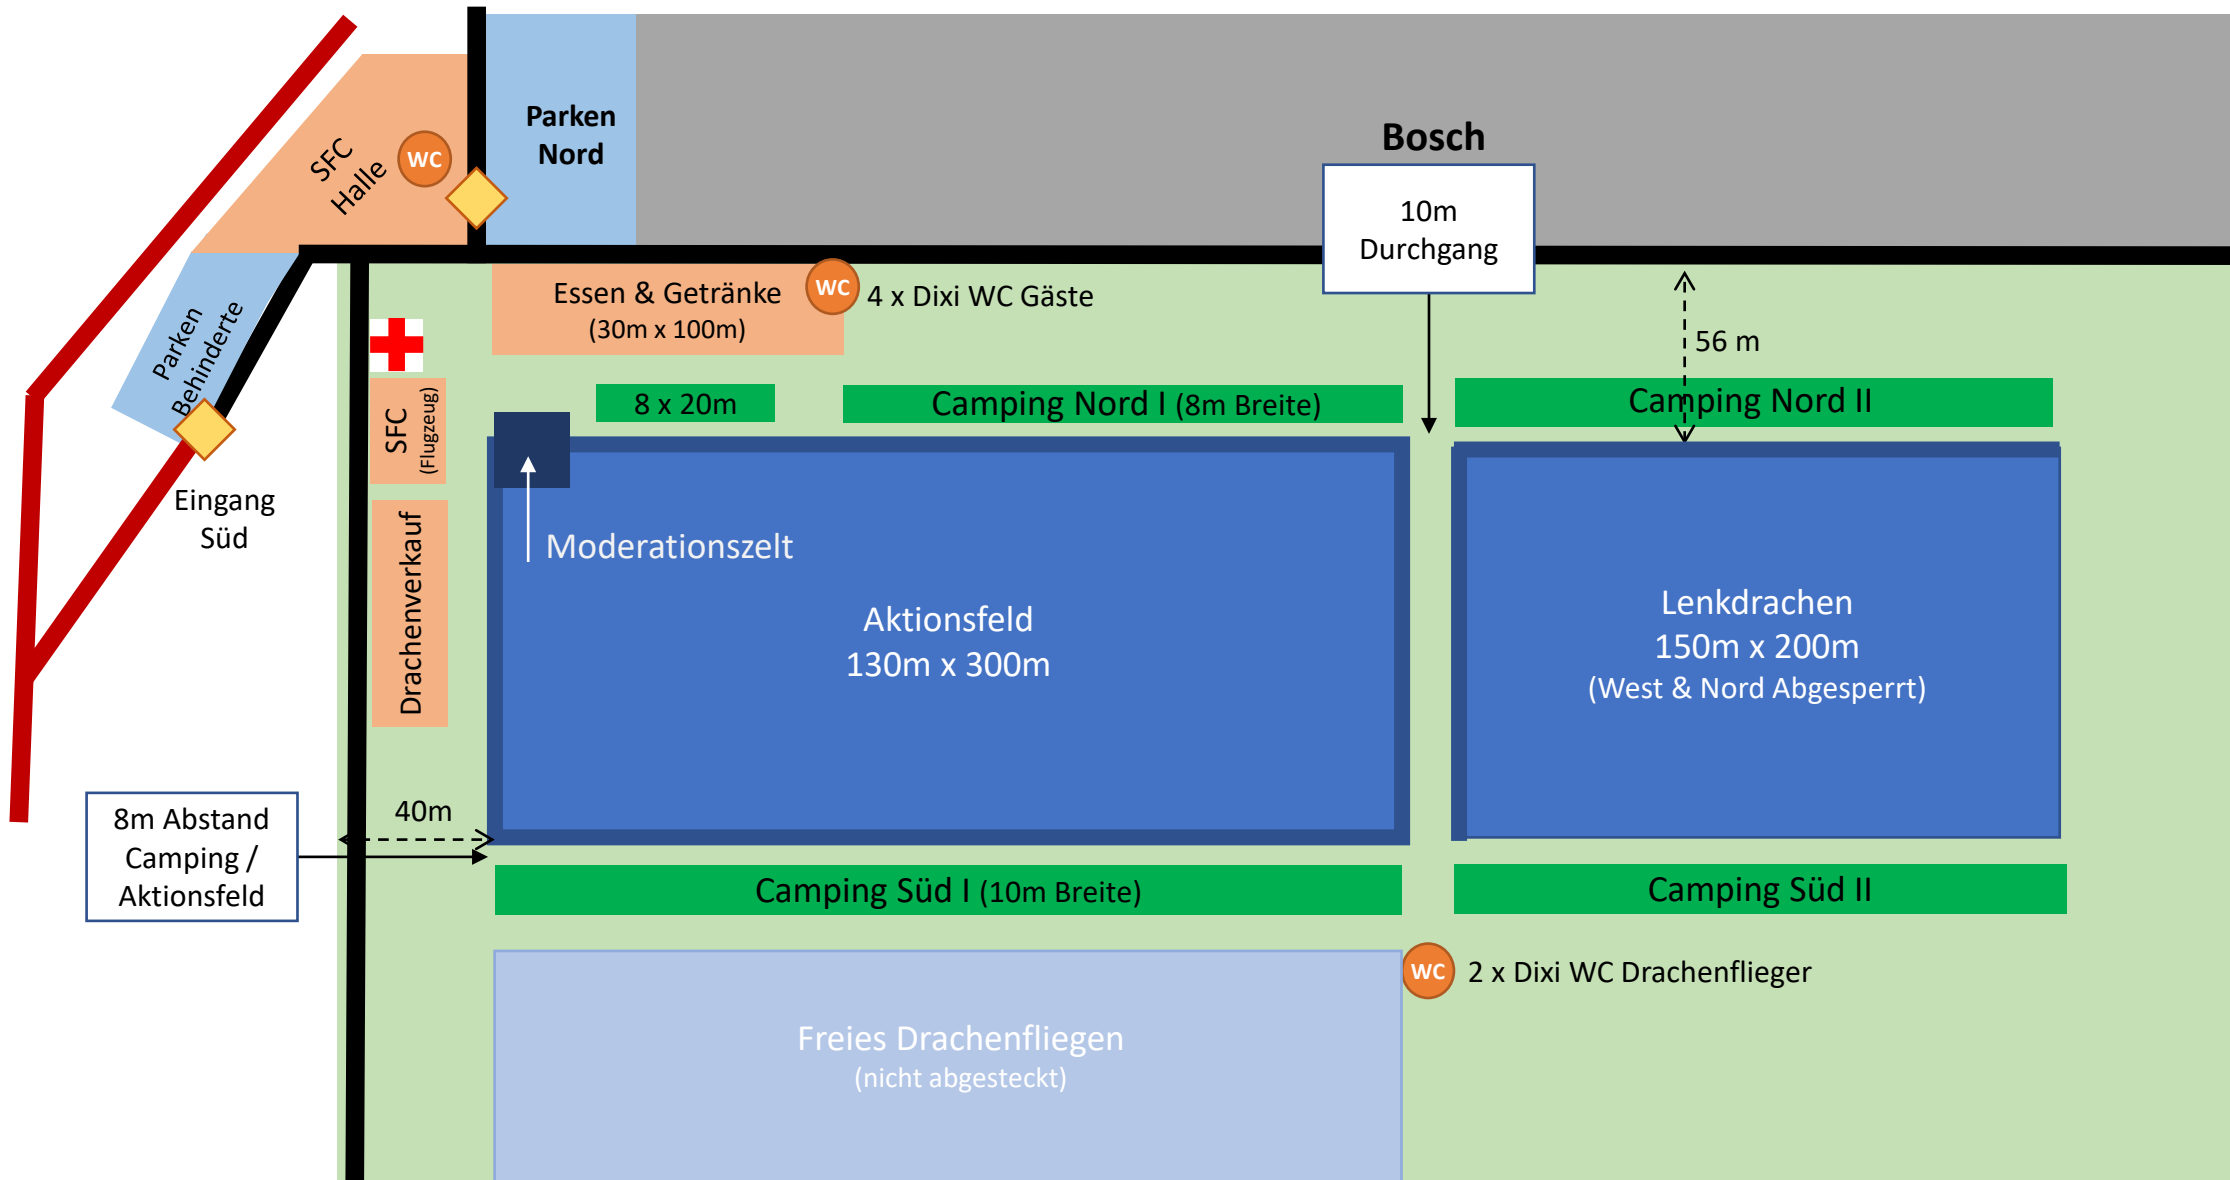 Parken
Nord
Bosch
SFC
Halle
WC
10m
Durchgang
Parken
Behinderte
Essen & Getränke
(30m x 100m)
WC
4 x Dixi WC Gäste
56 m
SFC
(Flugzeug)
8 x 20m
Camping Nord I (8m Breite)
Camping Nord II
Eingang
Süd
Drachenverkauf
Moderationszelt
Aktionsfeld
130m x 300m
Lenkdrachen
150m x 200m
(West & Nord Abgesperrt)
40m
8m Abstand
Camping /
Aktionsfeld
Camping Süd I (10m Breite)
Camping Süd II
WC
2 x Dixi WC Drachenflieger
Freies Drachenfliegen
(nicht abgesteckt)